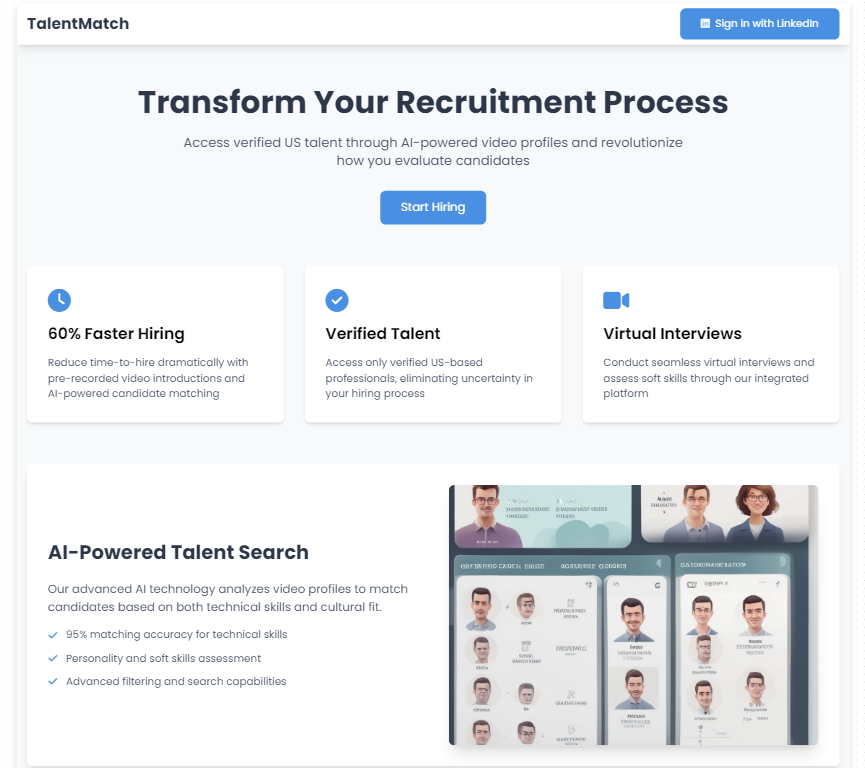 TalentMatch
Sign in with LinkedIn
Transform Your Recruitment Process
Access verified US talent through AI-powered video profiles and revolutionize
how you evaluate candidates
Start Hiring
60% Faster Hiring
Reduce time-to-hire dramatically with
pre-recorded video introductions and
AI-powered candidate matching
Verified Talent
Access only verified US-based
professionals, eliminating uncertainty in
your hiring process
Virtual Interviews
Conduct seamless virtual interviews and
assess soft skills through our integrated
platform
AI-Powered Talent Search
Our advanced AI technology analyzes video profiles to match
candidates based on both technical skills and cultural fit.
95% matching accuracy for technical skills
Personality and soft skills assessment
Advanced filtering and search capabilities